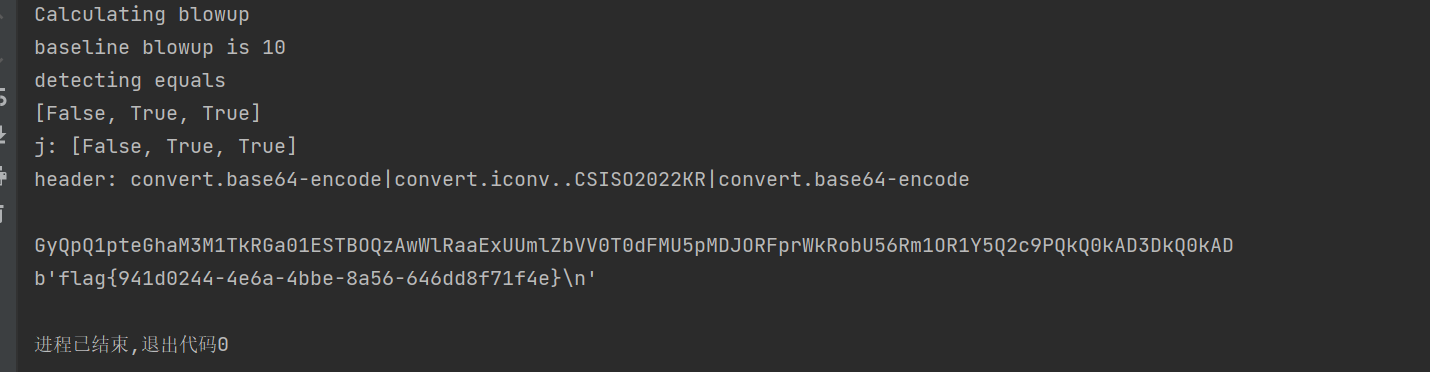 Calculating blowup
baseline blowup is 10
detecting equals
[False, True, True]
j: [False, True, True]
header: convert.base64-encode|convert.iconv..CSISO2022KR|convert.base64-encode
GyQpQ1pteGhaM3M1TkRGa01ESTBOQzAwWlRaaExUUmlZbVV0T0dFMU5pMDJORFprWkRobU56Rm1OR1Y5Q2c9PQkQ0kAD3DkQ0kAD
b'flag{941d0244-4e6a-4bbe-8a56-646dd8f71f4e}\n'
进程已结束,退出代码0